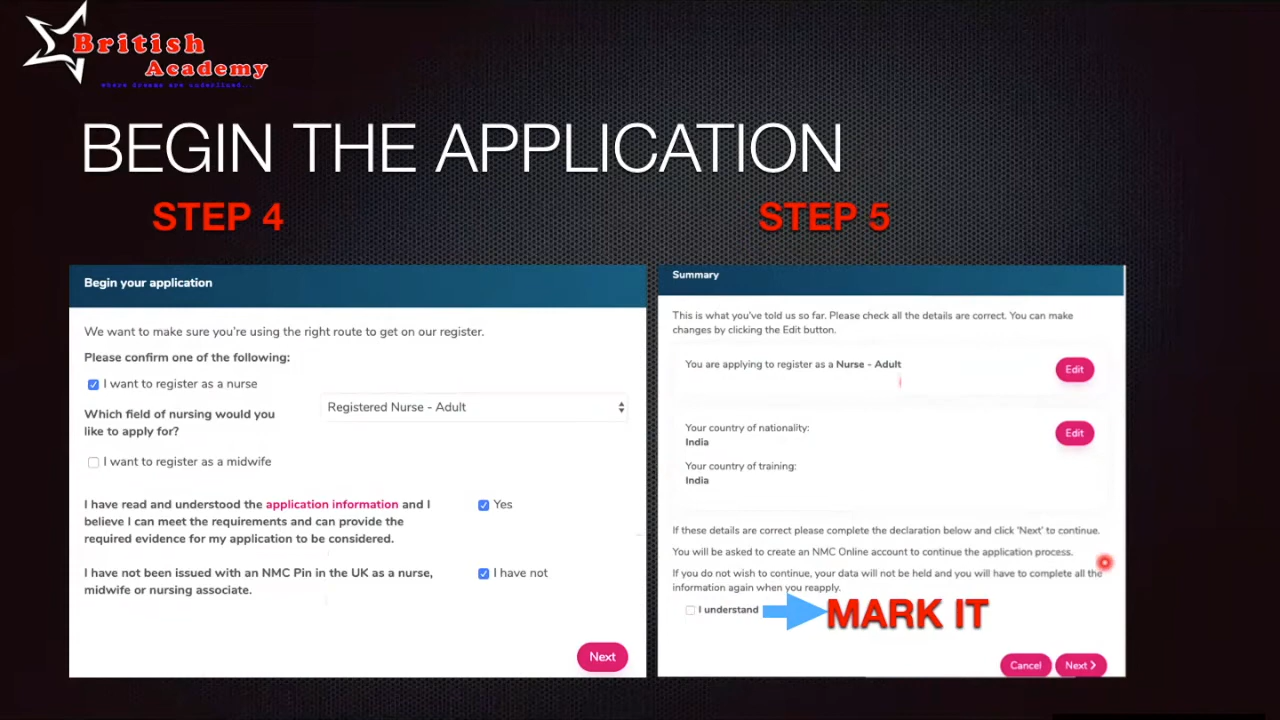 British
Academy
where dreams are underlined...
BEGIN THE APPLICATION
STEP 4
STEP 5
Begin your application
We want to make sure you're using the right route to get on our register.
Please confirm one of the following:
I want to register as a nurse
Which field of nursing would you
like to apply for?
Registered Nurse - Adult
I want to register as a midwife
I have read and understood the application information and I
believe I can meet the requirements and can provide the
required evidence for my application to be considered.
Yes
I have not been issued with an NMC Pin in the UK as a nurse,
midwife or nursing associate.
I have not
Next
Summary
This is what you've told us so far. Please check all the details are correct. You can make
changes by clicking the Edit button.
You are applying to register as a Nurse - Adult
Edit
Your country of nationality:
India
Edit
Your country of training:
India
If these details are correct please complete the declaration below and click 'Next' to continue.
You will be asked to create an NMC Online account to continue the application process.
If you do not wish to continue, your data will not be held and you will have to complete all the
information again when you reapply.
I understand
MARK IT
Cancel
Next